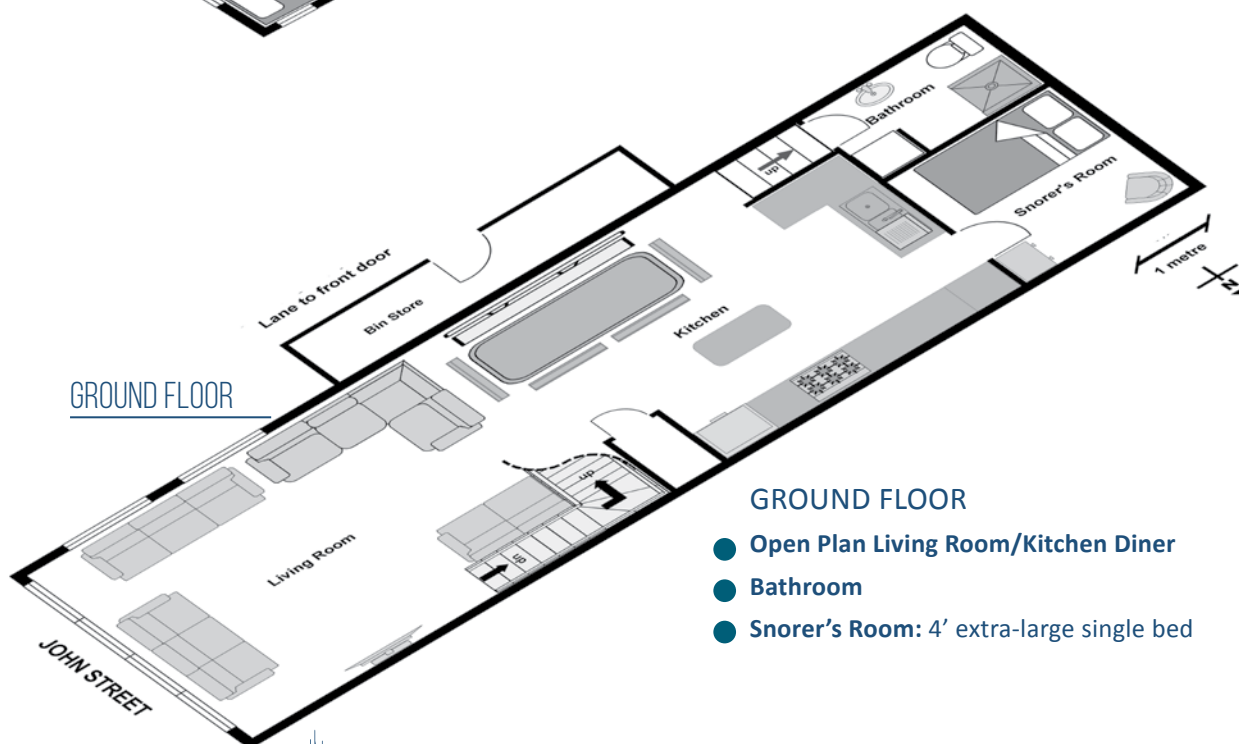 Bathroom
up
Snorer's Room
1 metre
N
Lane to front door
Bin Store
Kitchen
GROUND FLOOR
up
up
Living Room
JOHN STREET
GROUND FLOOR
Open Plan Living Room/Kitchen Diner
Bathroom
Snorer’s Room: 4’ extra-large single bed